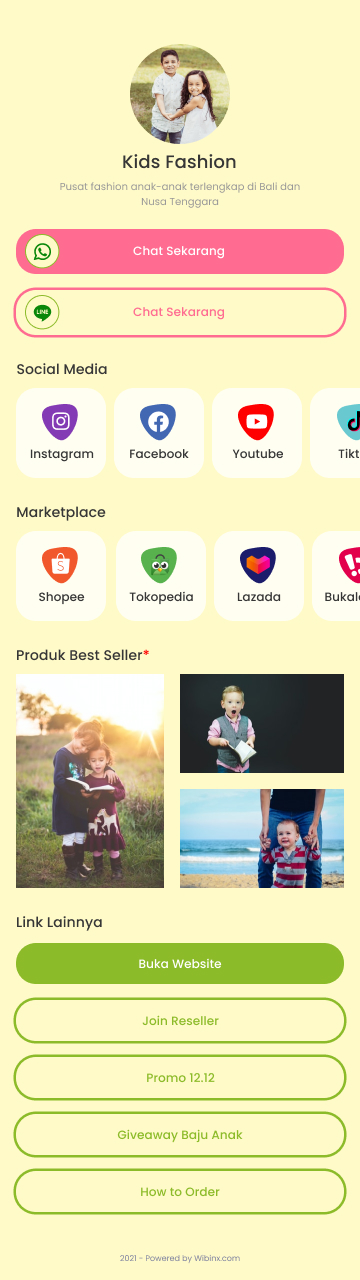 Kids Fashion
Pusat fashion anak-anak terlengkap di Bali dan
Nusa Tenggara
Chat Sekarang
LINE
Chat Sekarang
Social Media
Instagram
Facebook
Youtube
Tikt
Marketplace
Shopee
Tokopedia
Lazada
Bukala
Produk Best Seller*
Link Lainnya
Buka Website
Join Reseller
Promo 12.12
Giveaway Baju Anak
How to Order
2021 - Powered by Wibinx.com